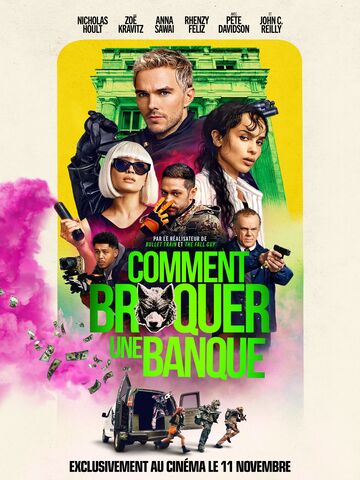 NICHOLAS HOULT
ZOË KRAVITZ
ANNA SAWAI
RHENZY FELIZ
AVEC PETE DAVIDSON
ET JOHN C. REILLY
PAR LE RÉALISATEUR DE
BULLET TRAIN ET THE FALL GUY
COMMENT
BRAQUER
UNE BANQUE
EXCLUSIVEMENT AU CINÉMA LE 11 NOVEMBRE